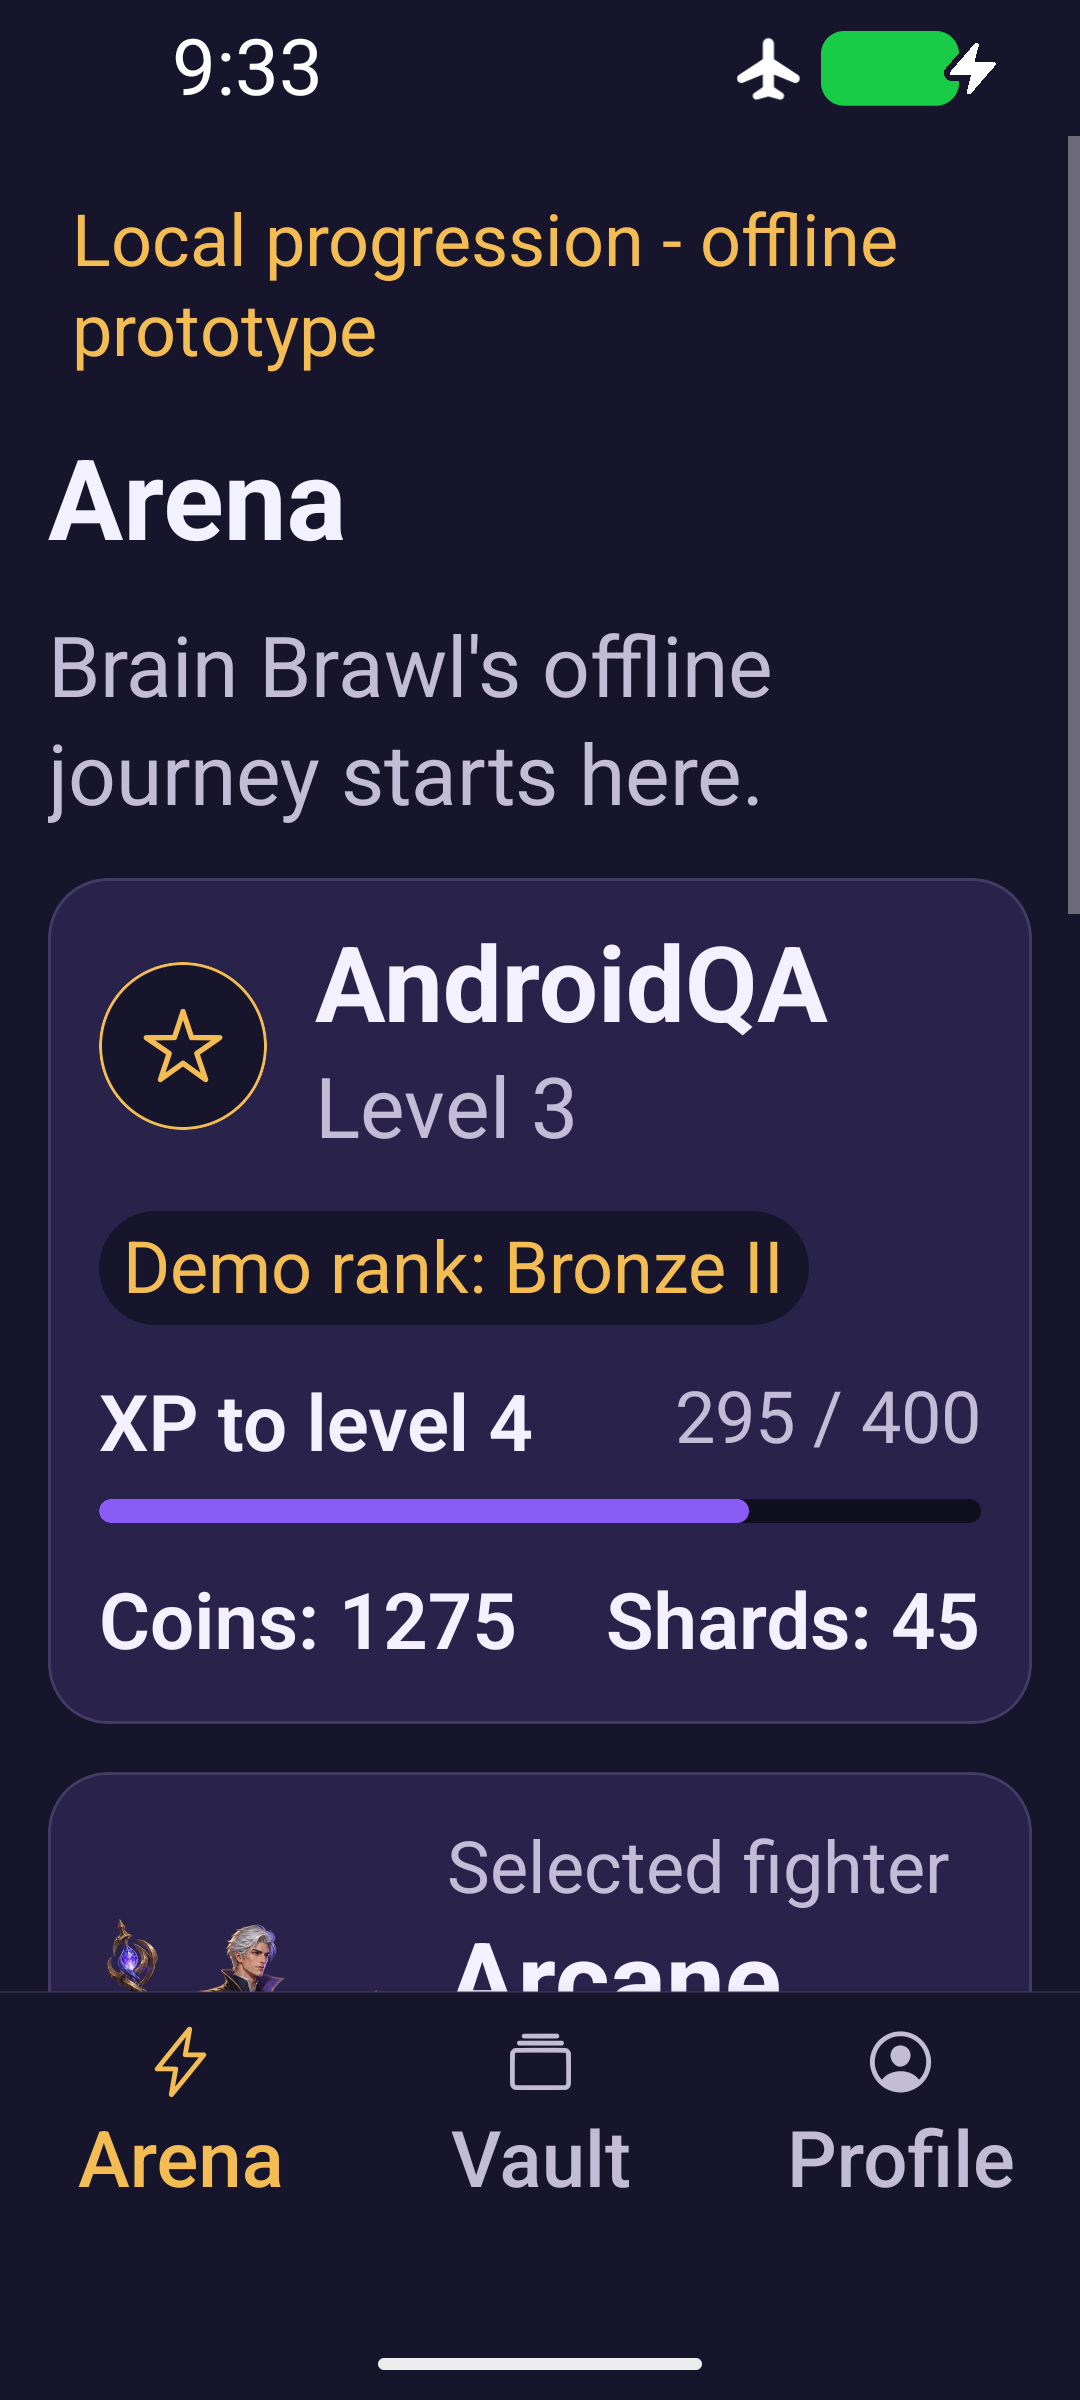 9:33
Local progression - offline
prototype
Arena
Brain Brawl's offline
journey starts here.
AndroidQA
Level 3
Demo rank: Bronze II
XP to level 4
295 / 400
Coins: 1275
Shards: 45
Selected fighter
Arcane
Arena
Vault
Profile